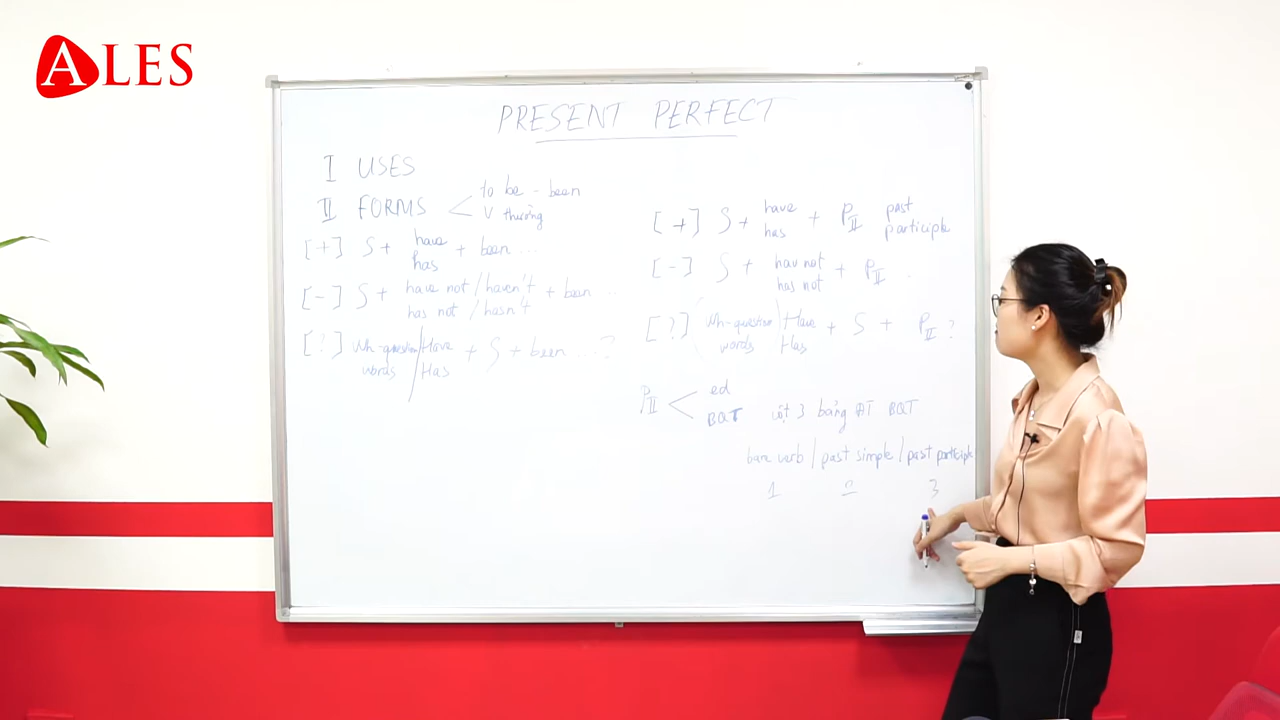 ALES
PRESENT PERFECT
I USES
II FORMS < to be - been
V thường
[+] S + have + been ...
has
[-] S + have not / haven't + been ...
has not / hasn't
[?] Wh-question / Have + S + been ...?
words / Has
[+] S + have + PII past
has participle
[-] S + hav not + PII .
has not
[?] Wh-question / Have + S + PII ?
words Has
PII < ed
BQT cột 3 bảng ĐT BQT
bare verb / past simple / past participle
1 2 3